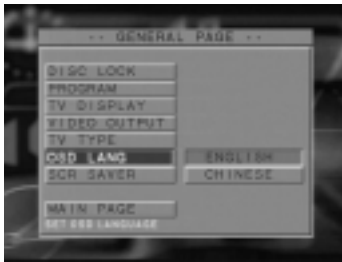 -- GENERAL PAGE --
DISC LOCK
PROGRAM
TV DISPLAY
VIDEO OUTPUT
TV TYPE
OSD LANG
ENGLISH
SCR SAVER
CHINESE
MAIN PAGE
SET OSD LANGUAGE